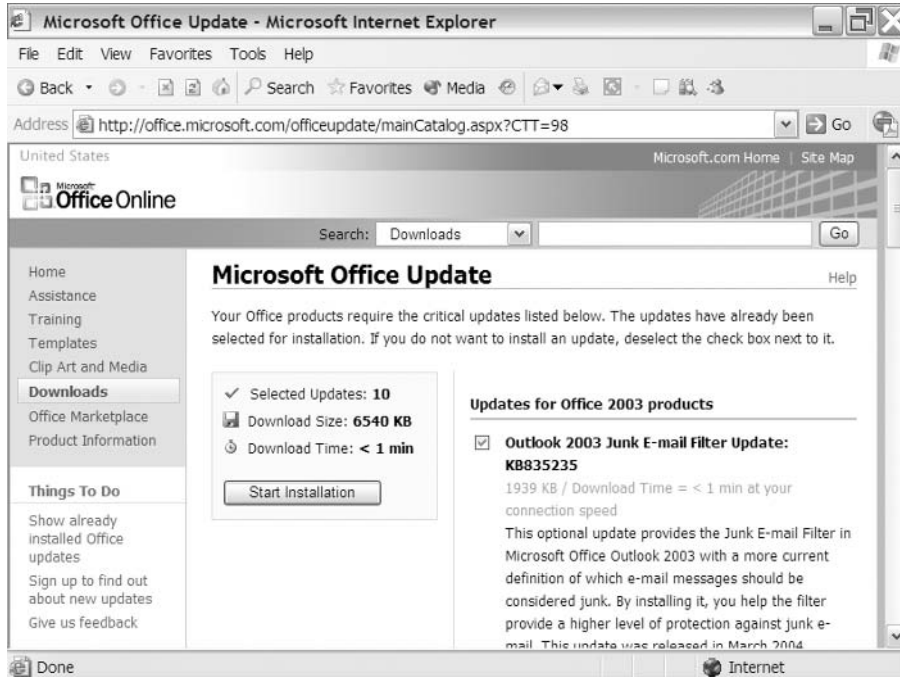 Microsoft Office Update - Microsoft Internet Explorer
File Edit View Favorites Tools Help
Back Search Favorites Media
Address http://office.microsoft.com/officeupdate/mainCatalog.aspx?CTT=98 Go
United States Microsoft.com Home | Site Map
Microsoft
Office Online
Search: Downloads Go
Home
Assistance
Training
Templates
Clip Art and Media
Downloads
Office Marketplace
Product Information
Things To Do
Show already
installed Office
updates
Sign up to find out
about new updates
Give us feedback
Microsoft Office Update Help
Your Office products require the critical updates listed below. The updates have already been
selected for installation. If you do not want to install an update, deselect the check box next to it.
Selected Updates: 10
Download Size: 6540 KB
Download Time: < 1 min
Start Installation
Updates for Office 2003 products
Outlook 2003 Junk E-mail Filter Update:
KB835235
1939 KB / Download Time = < 1 min at your
connection speed
This optional update provides the Junk E-mail Filter in
Microsoft Office Outlook 2003 with a more current
definition of which e-mail messages should be
considered junk. By installing it, you help the filter
provide a higher level of protection against junk e-
mail. This update was released in March 2004.
Done Internet